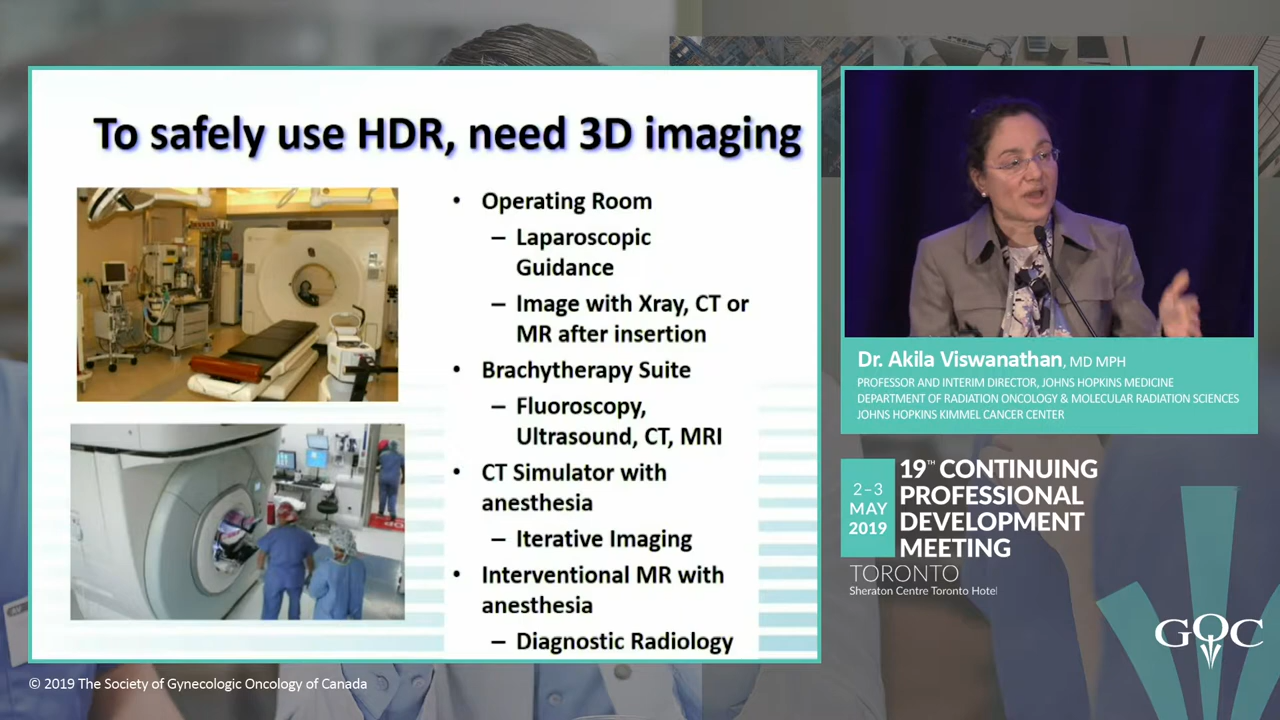 To safely use HDR, need 3D imaging
• Operating Room
– Laparoscopic
Guidance
– Image with Xray, CT or
MR after insertion
• Brachytherapy Suite
– Fluoroscopy,
Ultrasound, CT, MRI
• CT Simulator with
anesthesia
– Iterative Imaging
• Interventional MR with
anesthesia
– Diagnostic Radiology
Dr. Akila Viswanathan, MD MPH
PROFESSOR AND INTERIM DIRECTOR, JOHNS HOPKINS MEDICINE
DEPARTMENT OF RADIATION ONCOLOGY & MOLECULAR RADIATION SCIENCES
JOHNS HOPKINS KIMMEL CANCER CENTER
2–3
MAY
2019
19™ CONTINUING
PROFESSIONAL
DEVELOPMENT
MEETING
TORONTO
Sheraton Centre Toronto Hotel
GOC
© 2019 The Society of Gynecologic Oncology of Canada